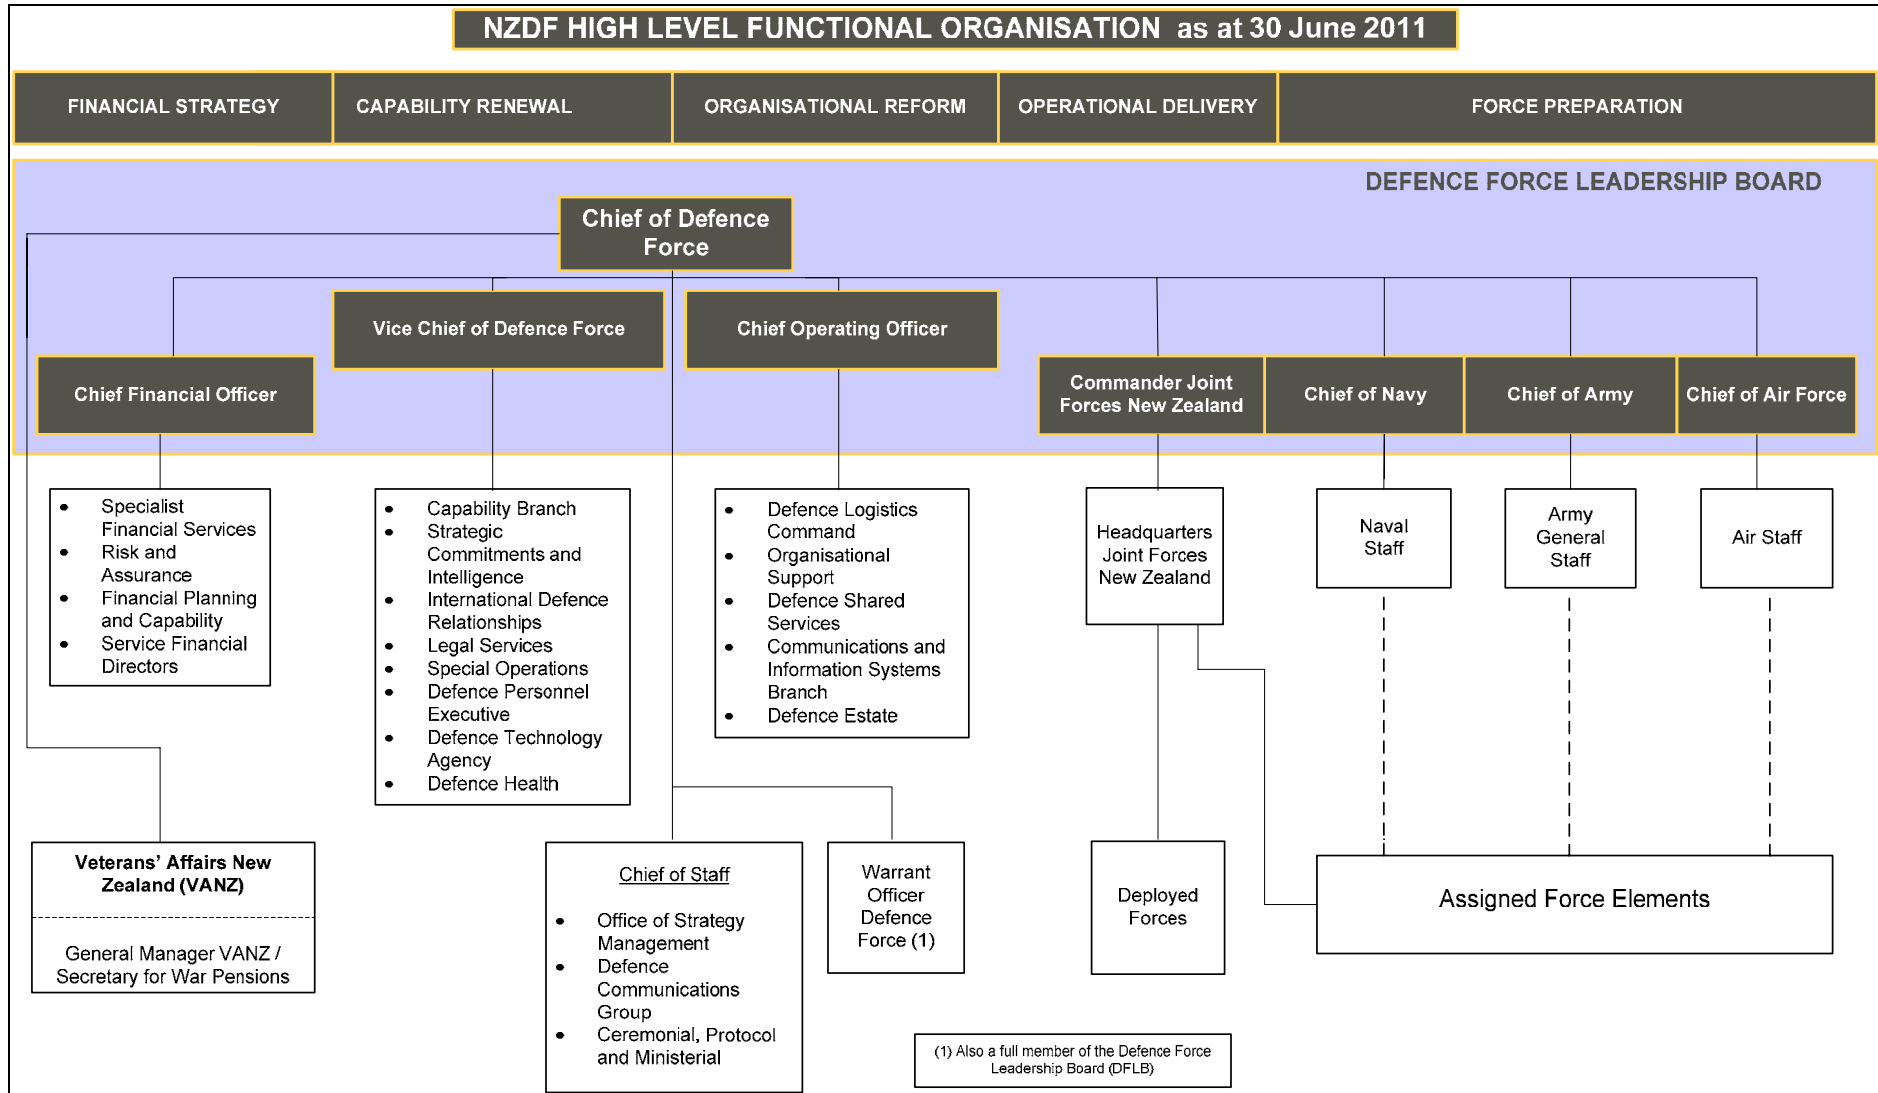 NZDF HIGH LEVEL FUNCTIONAL ORGANISATION as at 30 June 2011
FINANCIAL STRATEGY
CAPABILITY RENEWAL
ORGANISATIONAL REFORM
OPERATIONAL DELIVERY
FORCE PREPARATION
DEFENCE FORCE LEADERSHIP BOARD
Chief of Defence
Force
Vice Chief of Defence Force
Chief Operating Officer
Chief Financial Officer
Commander Joint
Forces New Zealand
Chief of Navy
Chief of Army
Chief of Air Force
• Specialist
Financial Services
• Risk and
Assurance
• Financial Planning
and Capability
• Service Financial
Directors
• Capability Branch
• Strategic
Commitments and
Intelligence
• International Defence
Relationships
• Legal Services
• Special Operations
• Defence Personnel
Executive
• Defence Technology
Agency
• Defence Health
• Defence Logistics
Command
• Organisational
Support
• Defence Shared
Services
• Communications and
Information Systems
Branch
• Defence Estate
Headquarters
Joint Forces
New Zealand
Naval
Staff
Army
General
Staff
Air Staff
Veterans’ Affairs New
Zealand (VANZ)
General Manager VANZ /
Secretary for War Pensions
Chief of Staff
• Office of Strategy
Management
• Defence
Communications
Group
• Ceremonial, Protocol
and Ministerial
Warrant
Officer
Defence
Force (1)
Deployed
Forces
Assigned Force Elements
(1) Also a full member of the Defence Force
Leadership Board (DFLB)